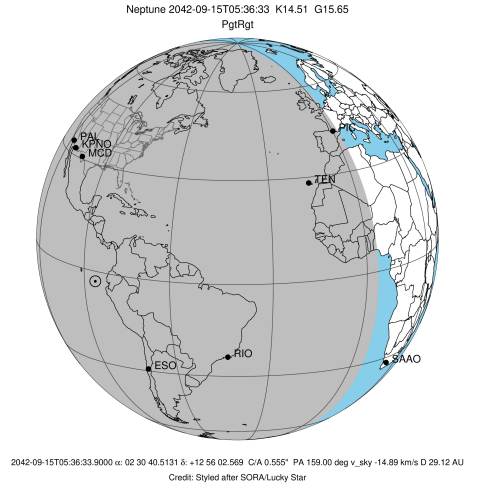 Neptune 2042-09-15T05:36:33 K14.51 G15.65
PgtRgt
PAL
KPNO
MCD
PIC
TEN
ESO
RIO
SAAO
2042-09-15T05:36:33.9000 α: 02 30 40.5131 δ: +12 56 02.569 C/A 0.555" PA 159.00 deg v_sky -14.89 km/s D 29.12 AU
Credit: Styled after SORA/Lucky Star